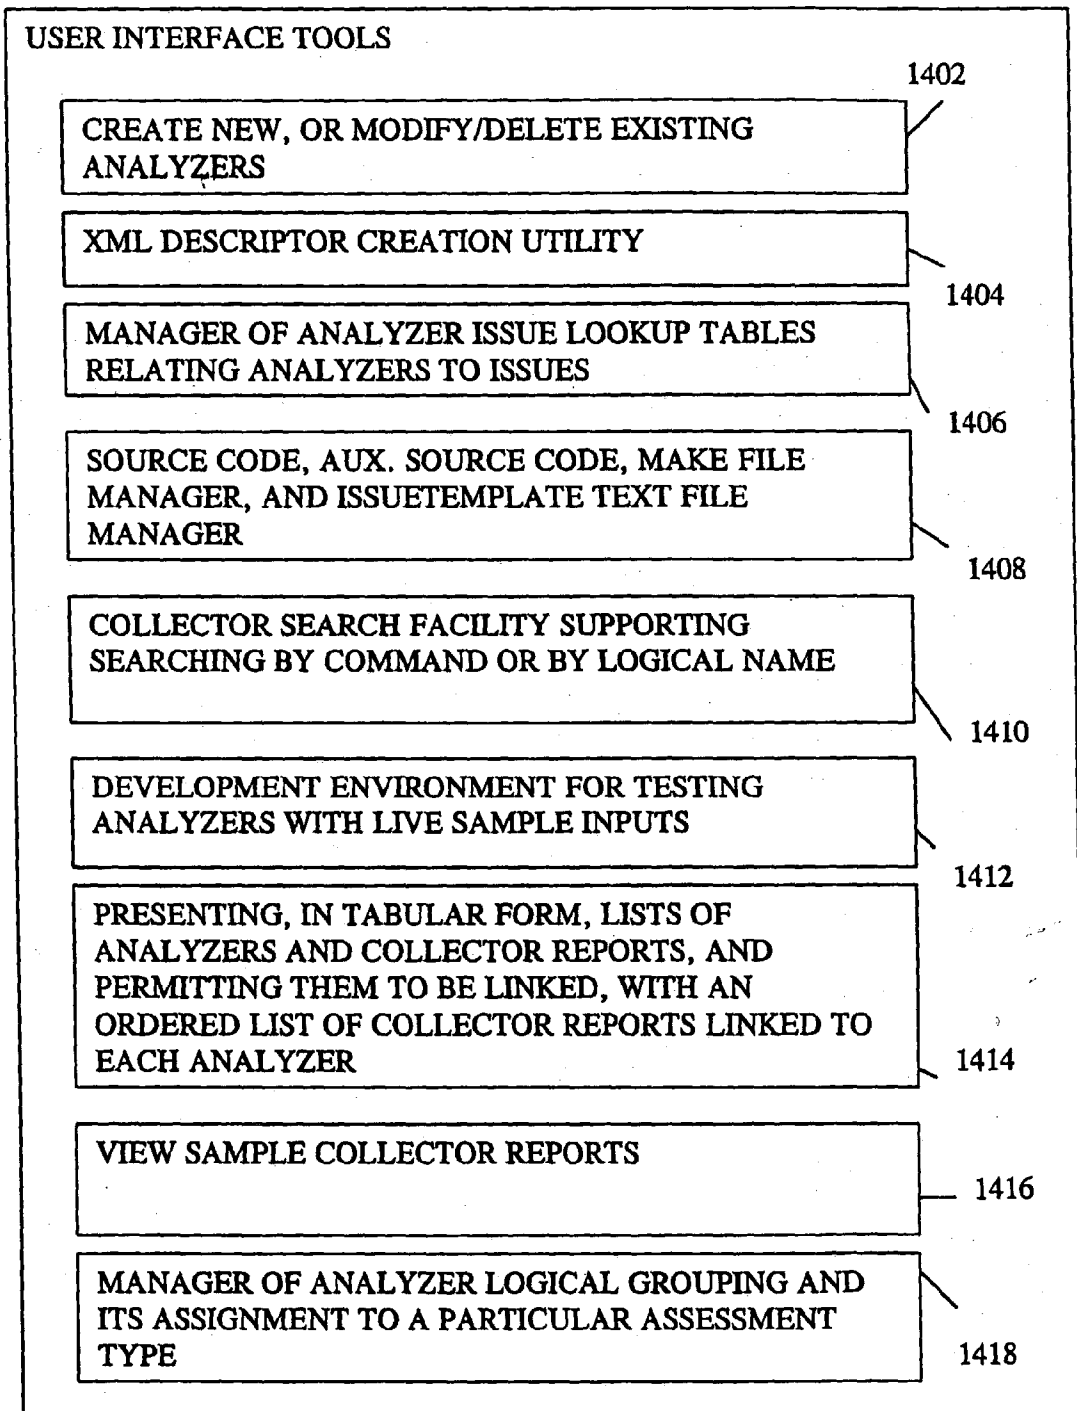 USER INTERFACE TOOLS
1402
CREATE NEW, OR MODIFY/DELETE EXISTING
ANALYZERS
XML DESCRIPTOR CREATION UTILITY
1404
MANAGER OF ANALYZER ISSUE LOOKUP TABLES
RELATING ANALYZERS TO ISSUES
1406
SOURCE CODE, AUX. SOURCE CODE, MAKE FILE
MANAGER, AND ISSUETEMPLATE TEXT FILE
MANAGER
1408
COLLECTOR SEARCH FACILITY SUPPORTING
SEARCHING BY COMMAND OR BY LOGICAL NAME
1410
DEVELOPMENT ENVIRONMENT FOR TESTING
ANALYZERS WITH LIVE SAMPLE INPUTS
1412
PRESENTING, IN TABULAR FORM, LISTS OF
ANALYZERS AND COLLECTOR REPORTS, AND
PERMITTING THEM TO BE LINKED, WITH AN
ORDERED LIST OF COLLECTOR REPORTS LINKED TO
EACH ANALYZER
1414
VIEW SAMPLE COLLECTOR REPORTS
1416
MANAGER OF ANALYZER LOGICAL GROUPING AND
ITS ASSIGNMENT TO A PARTICULAR ASSESSMENT
TYPE
1418